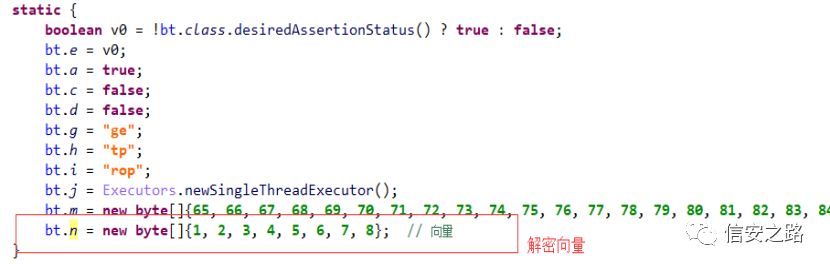 static {
boolean v0 = !bt.class.desiredAssertionStatus() ? true : false;
bt.e = v0;
bt.a = true;
bt.c = false;
bt.d = false;
bt.g = "ge";
bt.h = "tp";
bt.i = "rop";
bt.j = Executors.newSingleThreadExecutor();
bt.m = new byte[]{65, 66, 67, 68, 69, 70, 71, 72, 73, 74, 75, 76, 77, 78, 79, 80, 81, 82, 83, 84
bt.n = new byte[]{1, 2, 3, 4, 5, 6, 7, 8}; // 向量
解密向量
信安之路
}